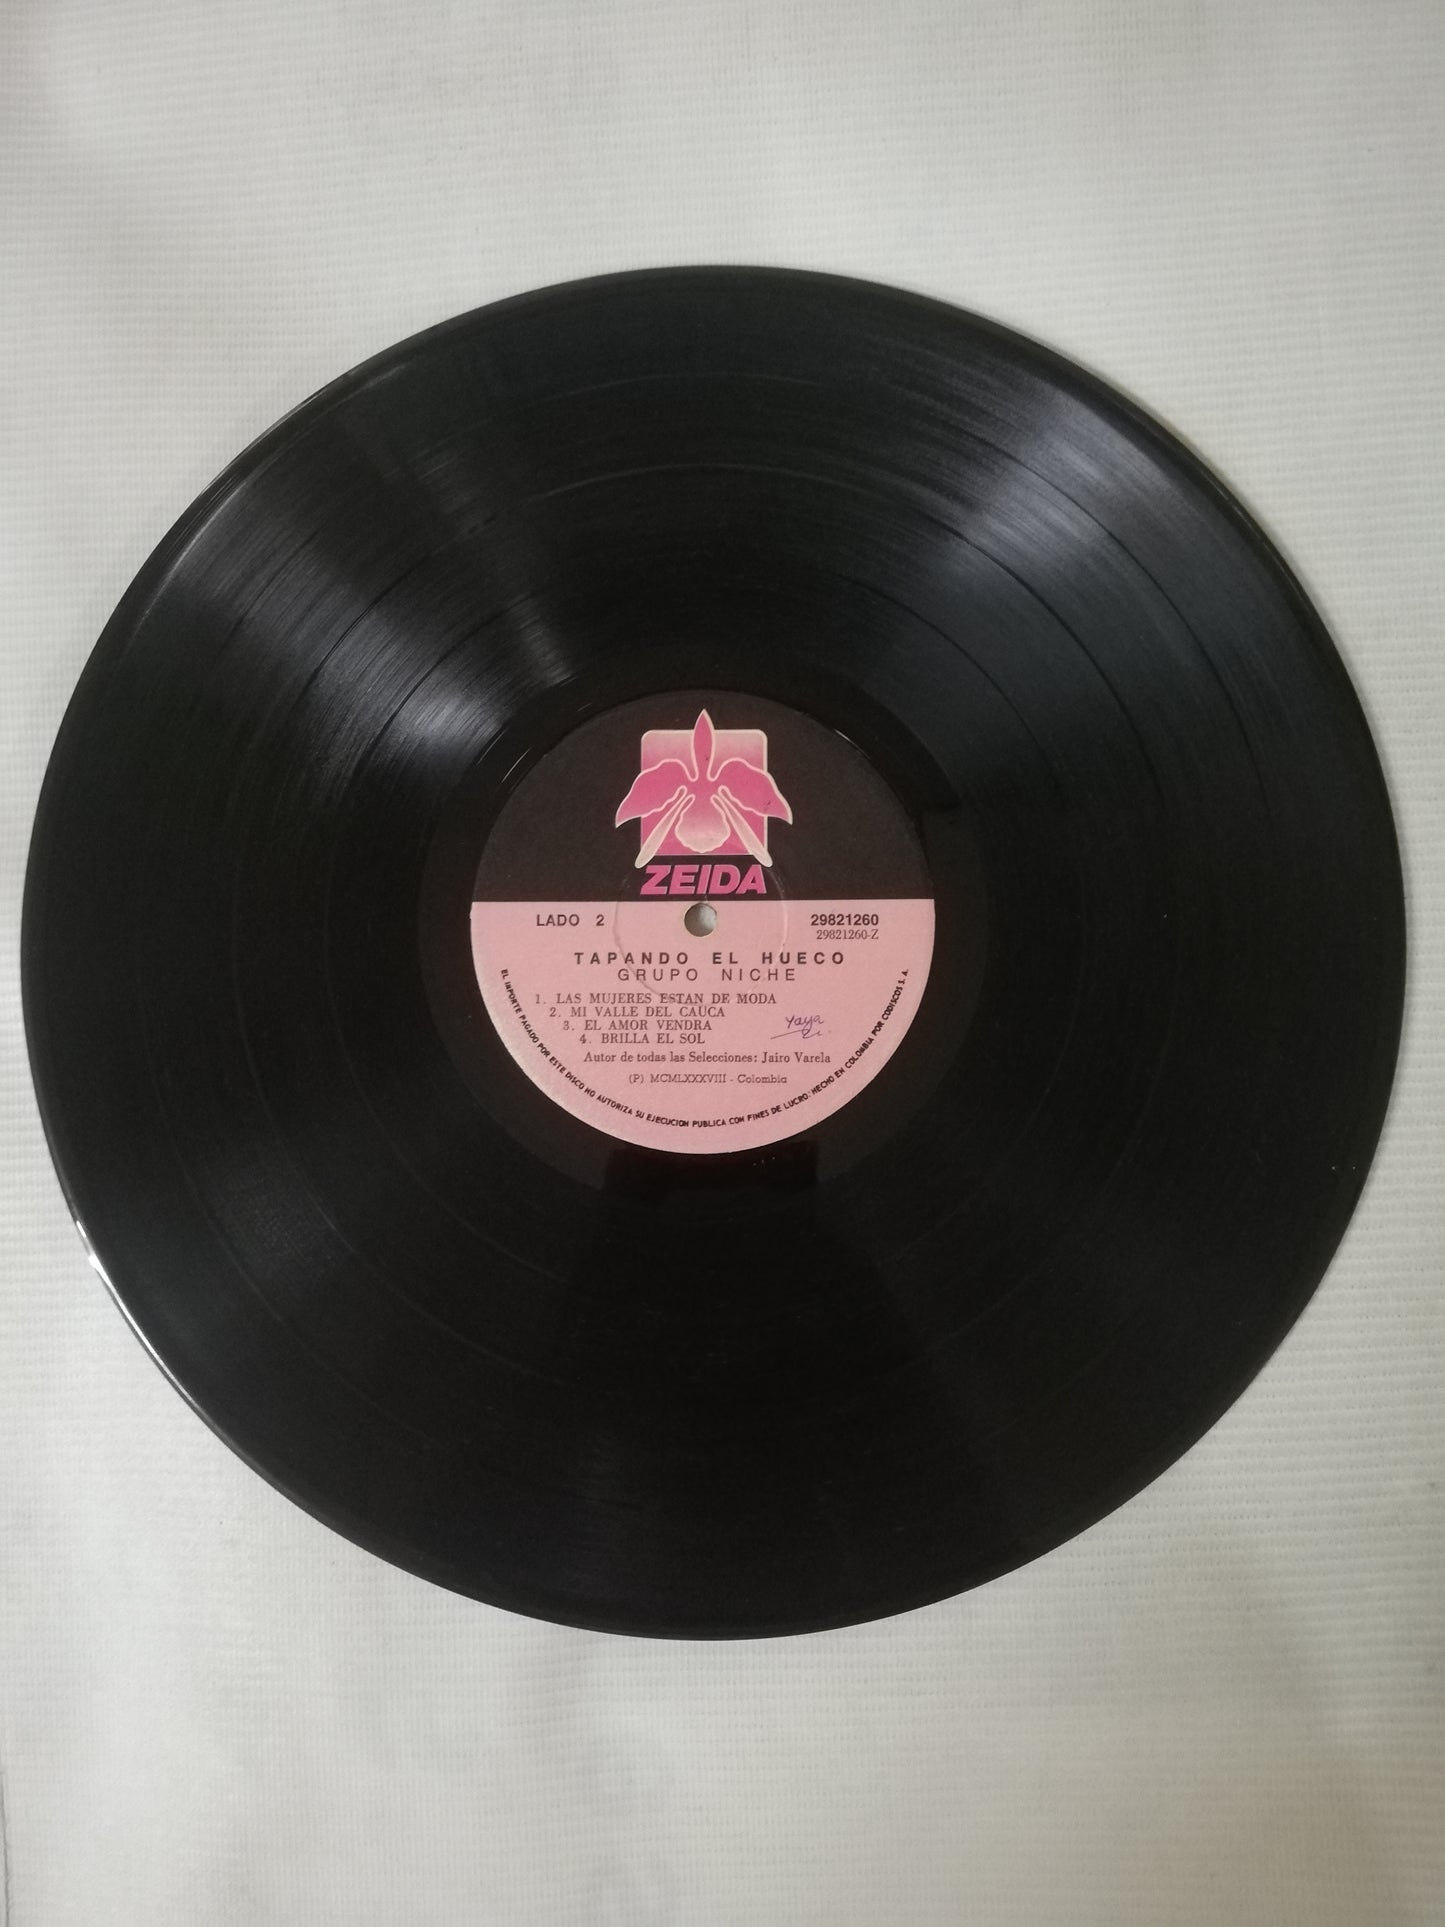 ZEIDA
LADO 2
29821260
29821260-Z
TAPANDO EL HUECO
GRUPO NICHE
1. LAS MUJERES ESTAN DE MODA
2. MI VALLE DEL CAUCA
3. EL AMOR VENDRA
4. BRILLA EL SOL
Yaya
Autor de todas las Selecciones: Jairo Varela
(P) MCMLXXXVIII - Colombia
EL IMPORTE PAGADO POR ESTE DISCO NO AUTORIZA SU EJECUCION PUBLICA CON FINES DE LUCRO: HECHO EN COLOMBIA POR CODISCOS S. A.